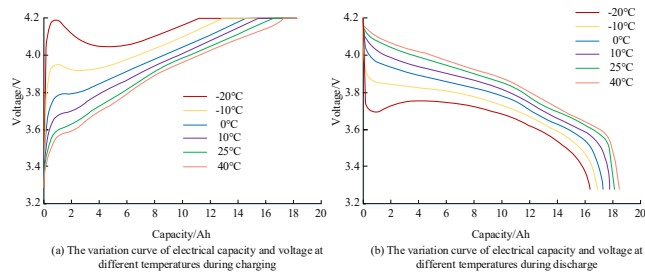 4.2
4.0
3.8
3.6
3.4
3.2
Voltage/V
-20°C
-10°C
0°C
10°C
25°C
40°C
0 2 4 6 8 10 12 14 16 18 20
Capacity/Ah
(a) The variation curve of electrical capacity and voltage at
different temperatures during charging
4.2
4.0
3.8
3.6
3.4
3.2
Voltage/V
-20°C
-10°C
0°C
10°C
25°C
40°C
0 2 4 6 8 10 12 14 16 18 20
Capacity/Ah
(b) The variation curve of electrical capacity and voltage at
different temperatures during discharge